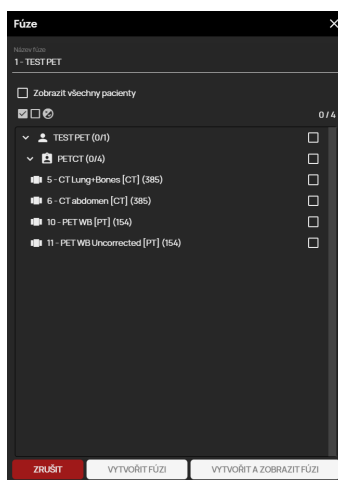 Fúze
Název fúze
1 - TEST PET
Zobrazit všechny pacienty
0 / 4
TEST PET (0/1)
PETCT (0/4)
5 - CT Lung+Bones [CT] (385)
6 - CT abdomen [CT] (385)
10 - PET WB [PT] (154)
11 - PET WB Uncorrected [PT] (154)
ZRUŠIT
VYTVOŘIT FÚZI
VYTVOŘIT A ZOBRAZIT FÚZI